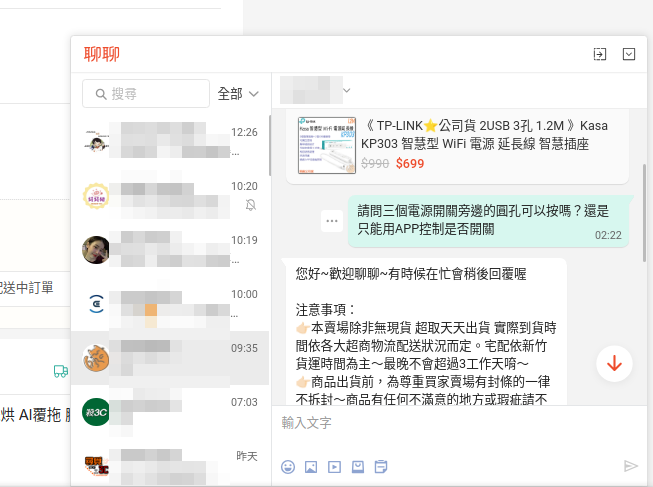 聊聊
搜尋
全部
12:26
...
10:20
10:19
...
10:00
...
09:35
07:03
昨天
送中訂單
烘 AI覆拖
《 TP-LINK⭐公司貨 2USB 3孔 1.2M 》Kasa
KP303 智慧型 WiFi 電源 延長線 智慧插座
$990 $699
請問三個電源開關旁邊的圓孔可以按嗎？還是
只能用APP控制是否開關
02:22
您好~歡迎聊聊~有時候在忙會稍後回覆喔
注意事項：
👉🏻本賣場除非無現貨 超取天天出貨 實際到貨時
間依各大超商物流配送狀況而定。宅配依新竹
貨運時間為主～最晚不會超過3工作天唷～
👉🏻商品出貨前，為尊重買家賣場有封條的一律
不拆封～商品有任何不滿意的地方或瑕疵請不
輸入文字